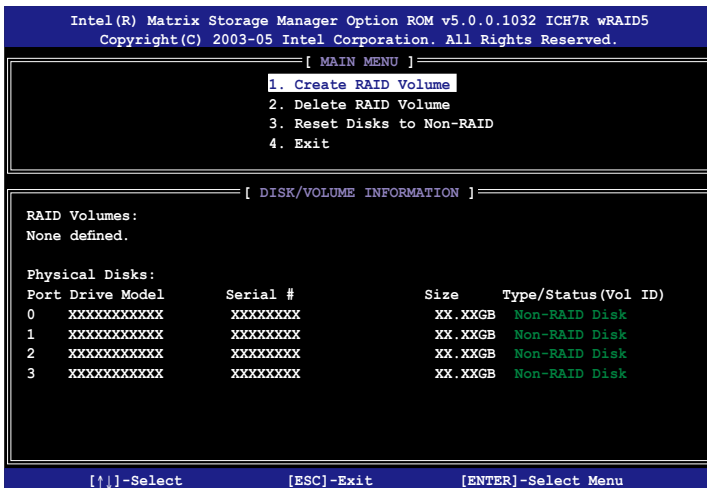 Intel(R) Matrix Storage Manager Option ROM v5.0.0.1032 ICH7R wRAID5
Copyright(C) 2003-05 Intel Corporation. All Rights Reserved.
[ MAIN MENU ]
1. Create RAID Volume
2. Delete RAID Volume
3. Reset Disks to Non-RAID
4. Exit
[ DISK/VOLUME INFORMATION ]
RAID Volumes:
None defined.
Physical Disks:
Port Drive Model Serial # Size Type/Status(Vol ID)
0 XXXXXXXXXXX XXXXXXXX XX.XXGB Non-RAID Disk
1 XXXXXXXXXXX XXXXXXXX XX.XXGB Non-RAID Disk
2 XXXXXXXXXXX XXXXXXXX XX.XXGB Non-RAID Disk
3 XXXXXXXXXXX XXXXXXXX XX.XXGB Non-RAID Disk
[↑↓]-Select [ESC]-Exit [ENTER]-Select Menu